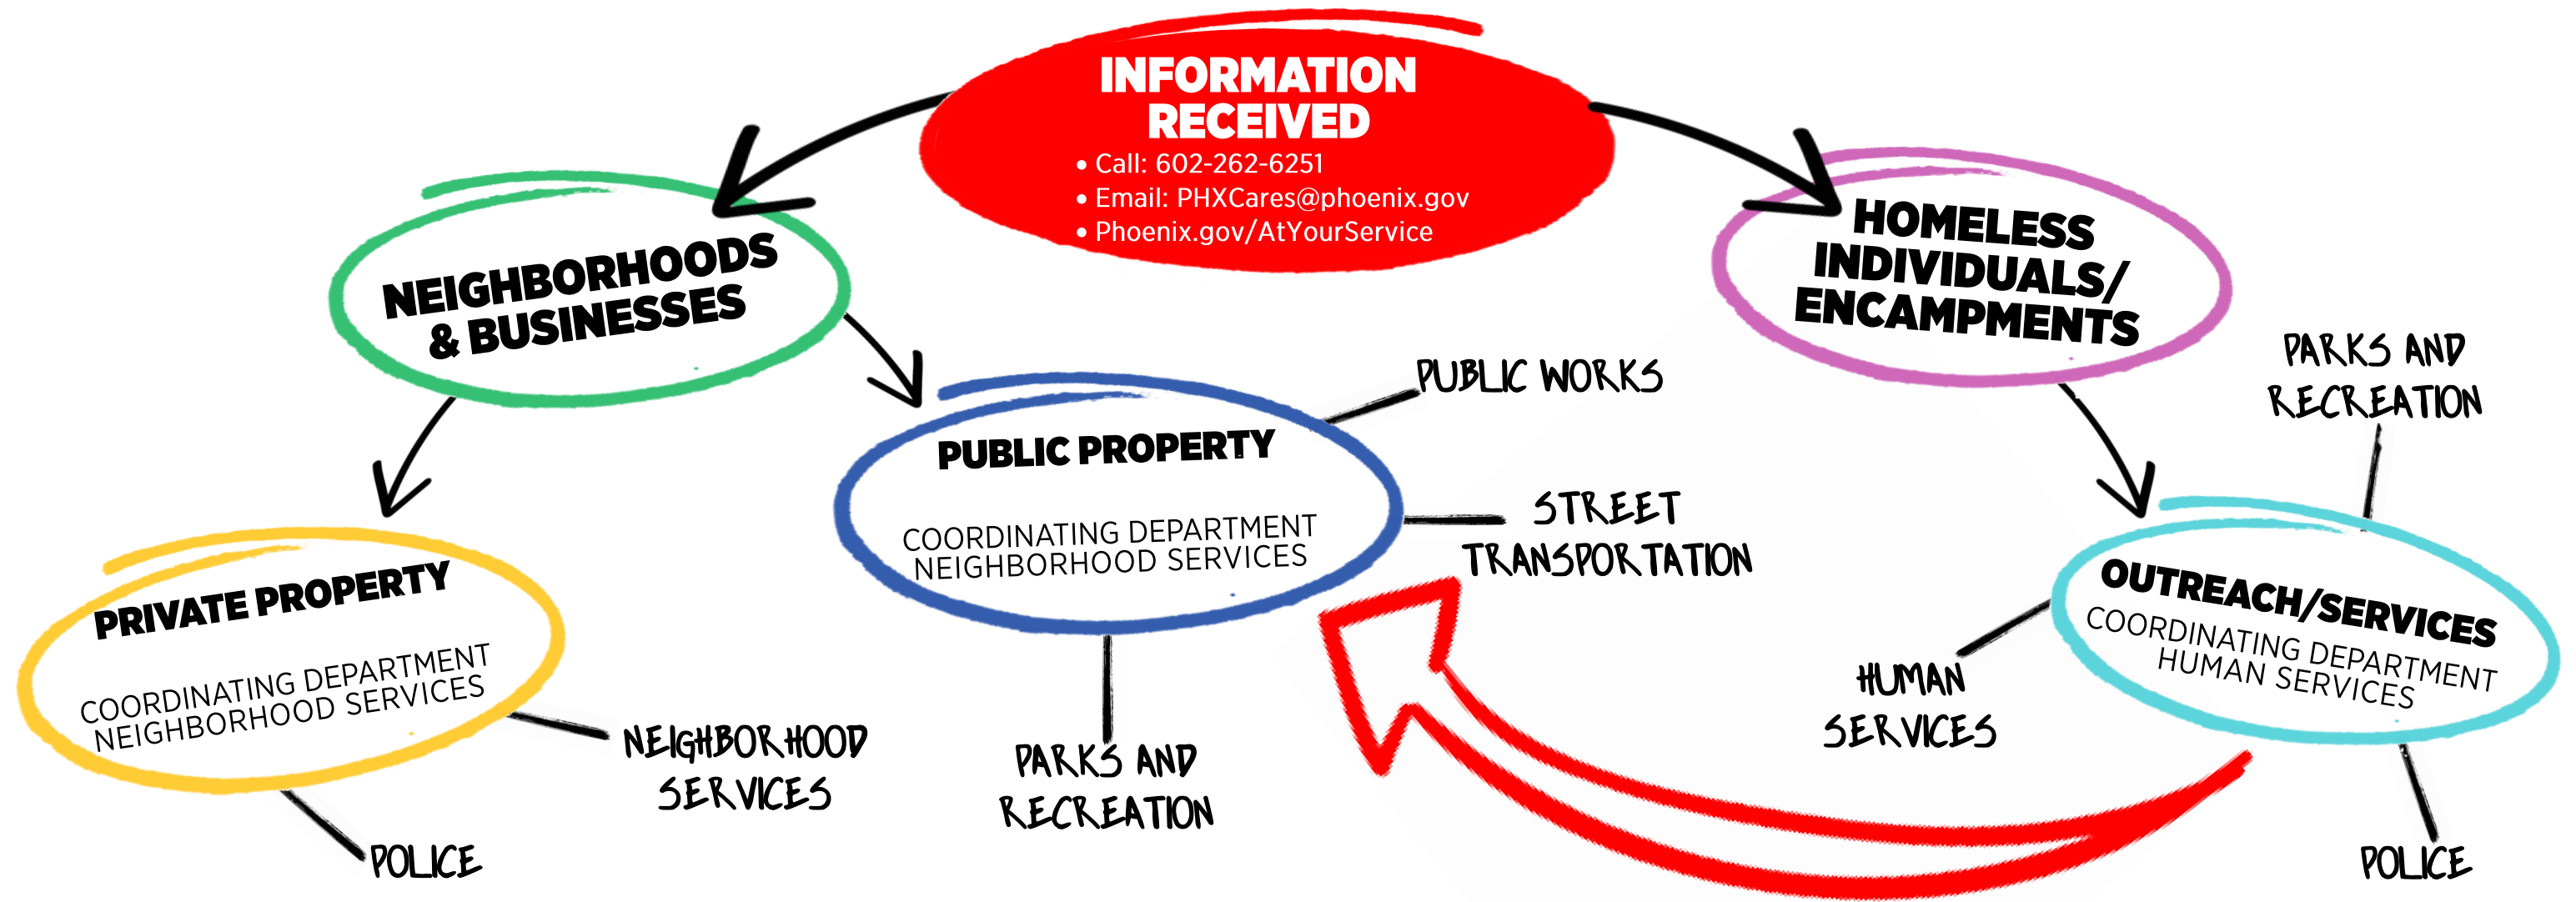 INFORMATION
RECEIVED
• Call: 602-262-6251
• Email: PHXCares@phoenix.gov
• Phoenix.gov/AtYourService
NEIGHBORHOODS
& BUSINESSES
HOMELESS
INDIVIDUALS/
ENCAMPMENTS
PRIVATE PROPERTY
COORDINATING DEPARTMENT
NEIGHBORHOOD SERVICES
NEIGHBORHOOD
SERVICES
POLICE
PUBLIC PROPERTY
COORDINATING DEPARTMENT
NEIGHBORHOOD SERVICES
PUBLIC WORKS
STREET
TRANSPORTATION
PARKS AND
RECREATION
PARKS AND
RECREATION
OUTREACH/SERVICES
COORDINATING DEPARTMENT
HUMAN SERVICES
HUMAN
SERVICES
POLICE